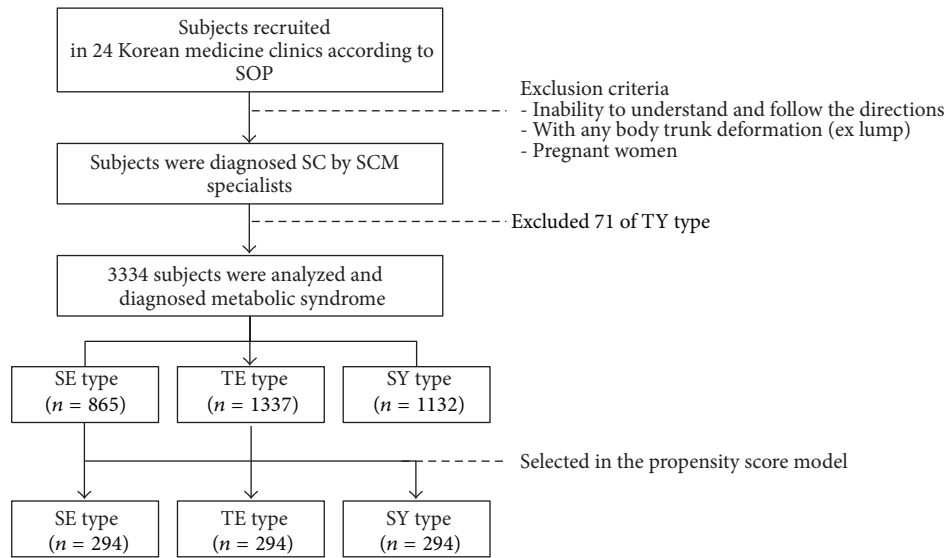 Subjects recruited
in 24 Korean medicine clinics according to
SOP
Exclusion criteria
- Inability to understand and follow the directions
- With any body trunk deformation (ex lump)
- Pregnant women
Subjects were diagnosed SC by SCM
specialists
Excluded 71 of TY type
3334 subjects were analyzed and
diagnosed metabolic syndrome
SE type
(n = 865)
TE type
(n = 1337)
SY type
(n = 1132)
Selected in the propensity score model
SE type
(n = 294)
TE type
(n = 294)
SY type
(n = 294)